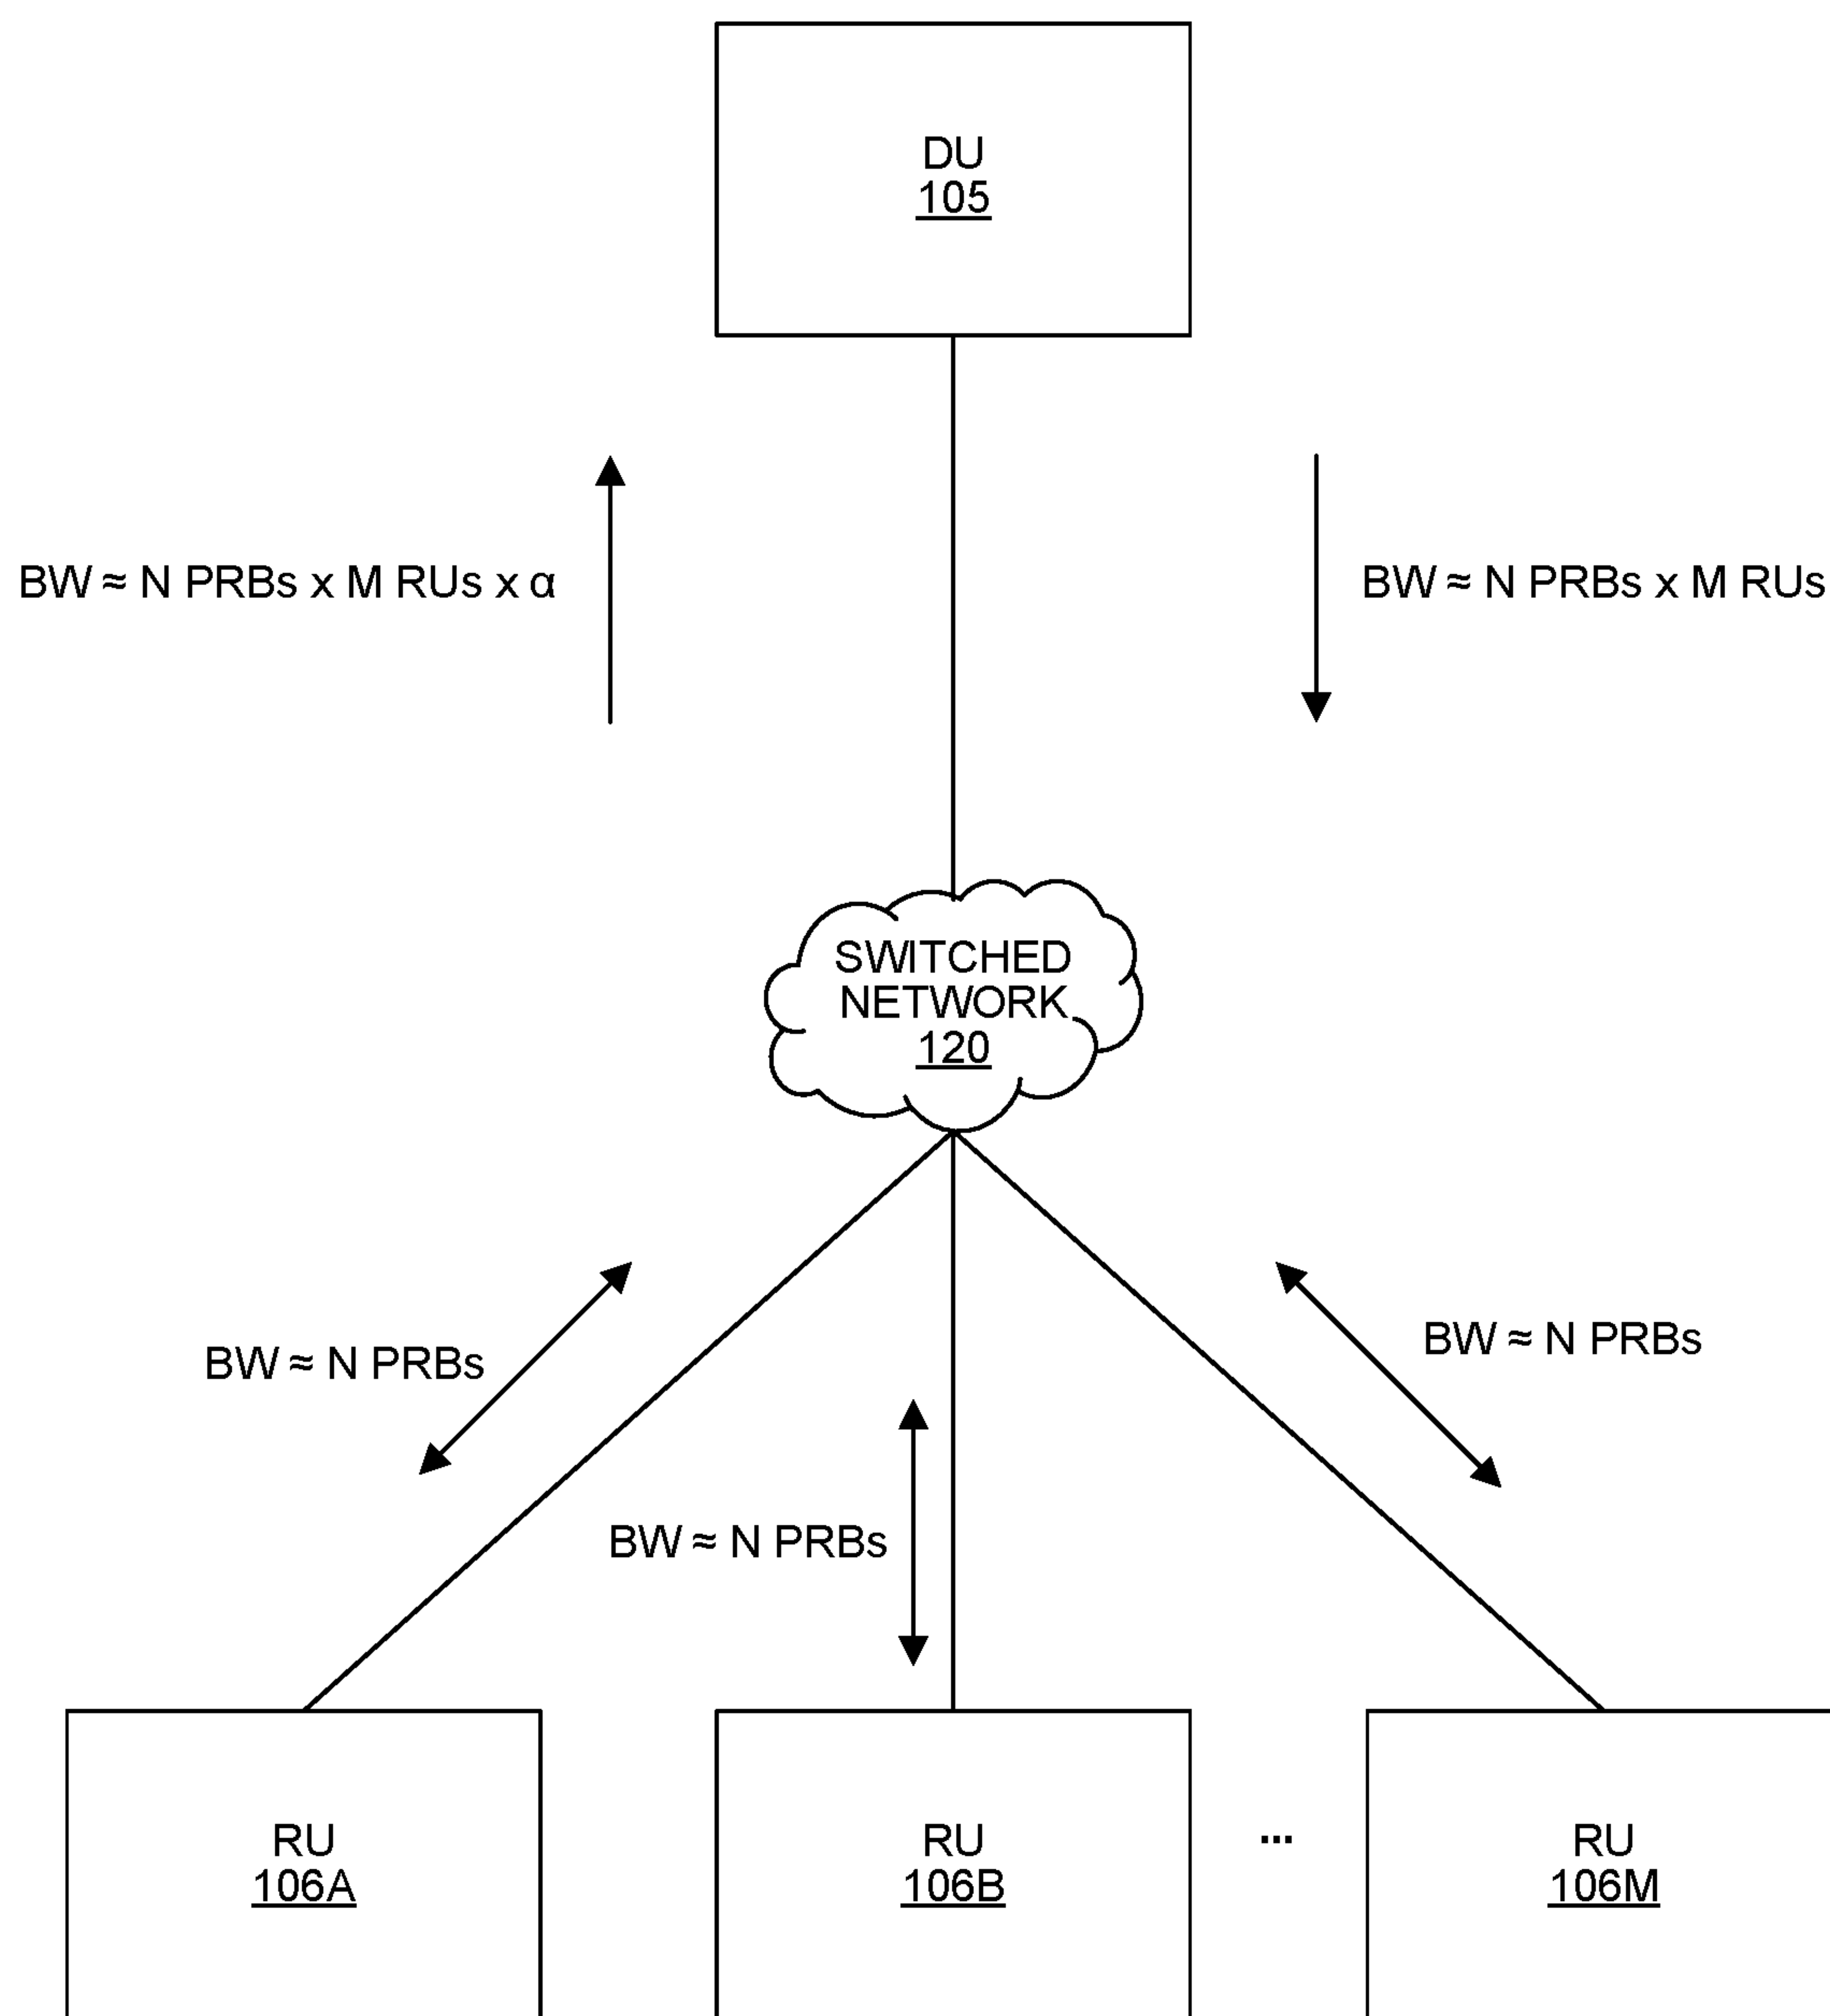 DU
105
BW ≈ N PRBs x M RUs x α
BW ≈ N PRBs x M RUs
SWITCHED
NETWORK
120
BW ≈ N PRBs
BW ≈ N PRBs
BW ≈ N PRBs
RU
106A
RU
106B
...
RU
106M